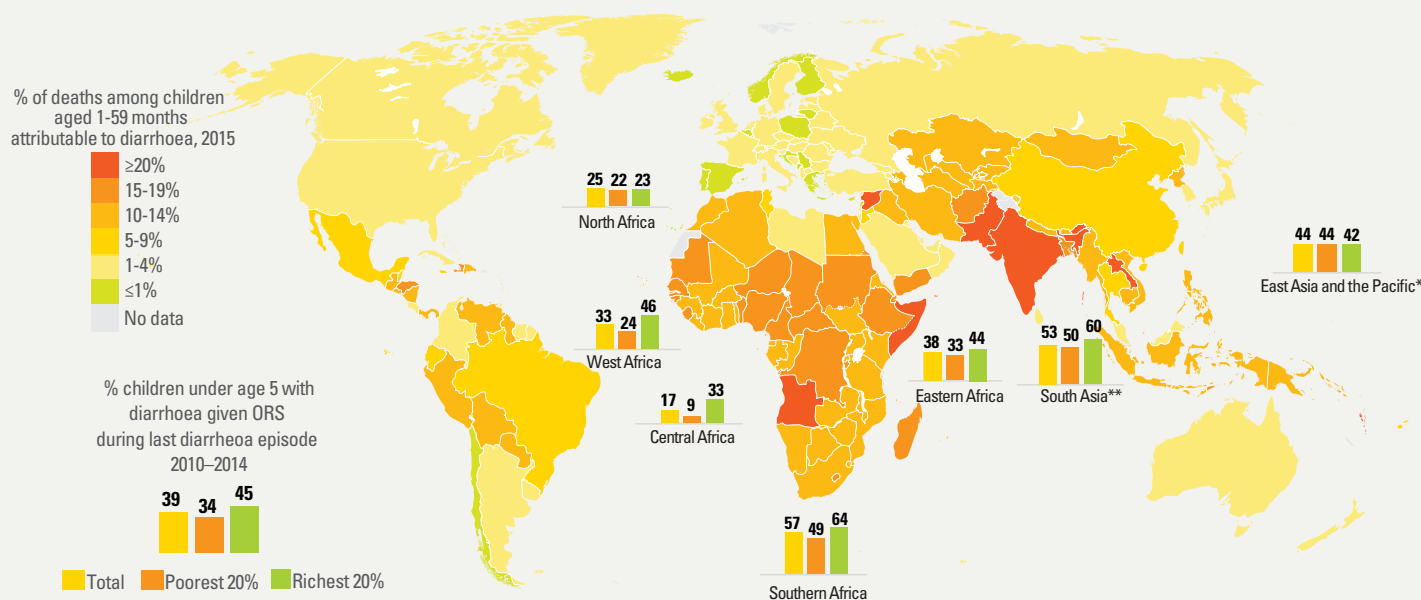 % of deaths among children
aged 1-59 months
attributable to diarrhoea, 2015
≥20%
15-19%
10-14%
5-9%
1-4%
≤1%
No data
% children under age 5 with
diarrhoea given ORS
during last diarrheoa episode
2010–2014
39 34 45
Total Poorest 20% Richest 20%
25 22 23
North Africa
33 24 46
West Africa
17 9 33
Central Africa
57 49 64
Southern Africa
38 33 44
Eastern Africa
53 50 60
South Asia**
44 44 42
East Asia and the Pacific*